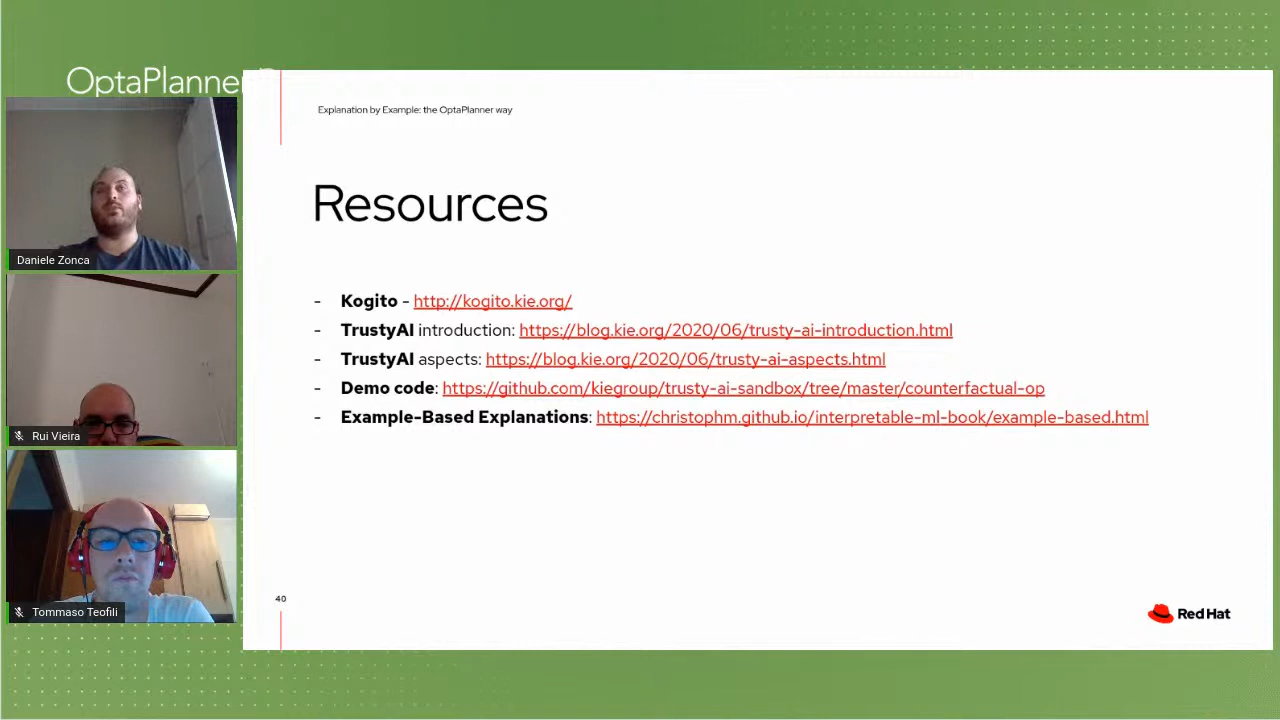 OptaPlanner
Explanation by Example: the OptaPlanner way
Resources
- Kogito - http://kogito.kie.org/
- TrustyAI introduction: https://blog.kie.org/2020/06/trusty-ai-introduction.html
- TrustyAI aspects: https://blog.kie.org/2020/06/trusty-ai-aspects.html
- Demo code: https://github.com/kiegroup/trusty-ai-sandbox/tree/master/counterfactual-op
- Example-Based Explanations: https://christophm.github.io/interpretable-ml-book/example-based.html
40
Red Hat
Daniele Zonca
Rui Vieira
Tommaso Teofili